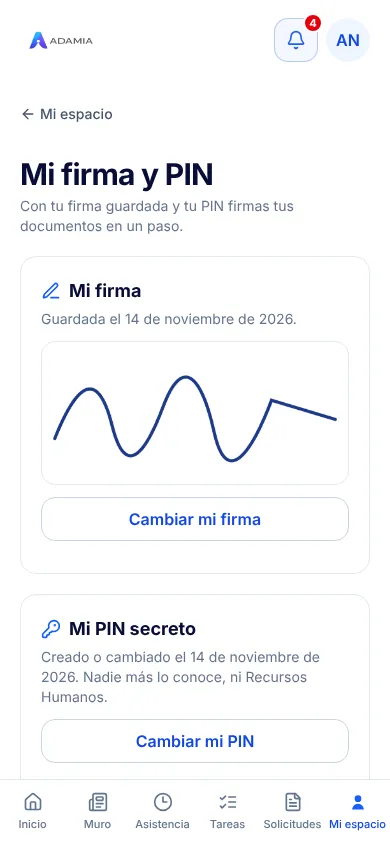 ADAMIA
4
AN
← Mi espacio
Mi firma y PIN
Con tu firma guardada y tu PIN firmas tus
documentos en un paso.
Mi firma
Guardada el 14 de noviembre de 2026.
Cambiar mi firma
Mi PIN secreto
Creado o cambiado el 14 de noviembre de
2026. Nadie más lo conoce, ni Recursos
Humanos.
Cambiar mi PIN
Inicio
Muro
Asistencia
Tareas
Solicitudes
Mi espacio